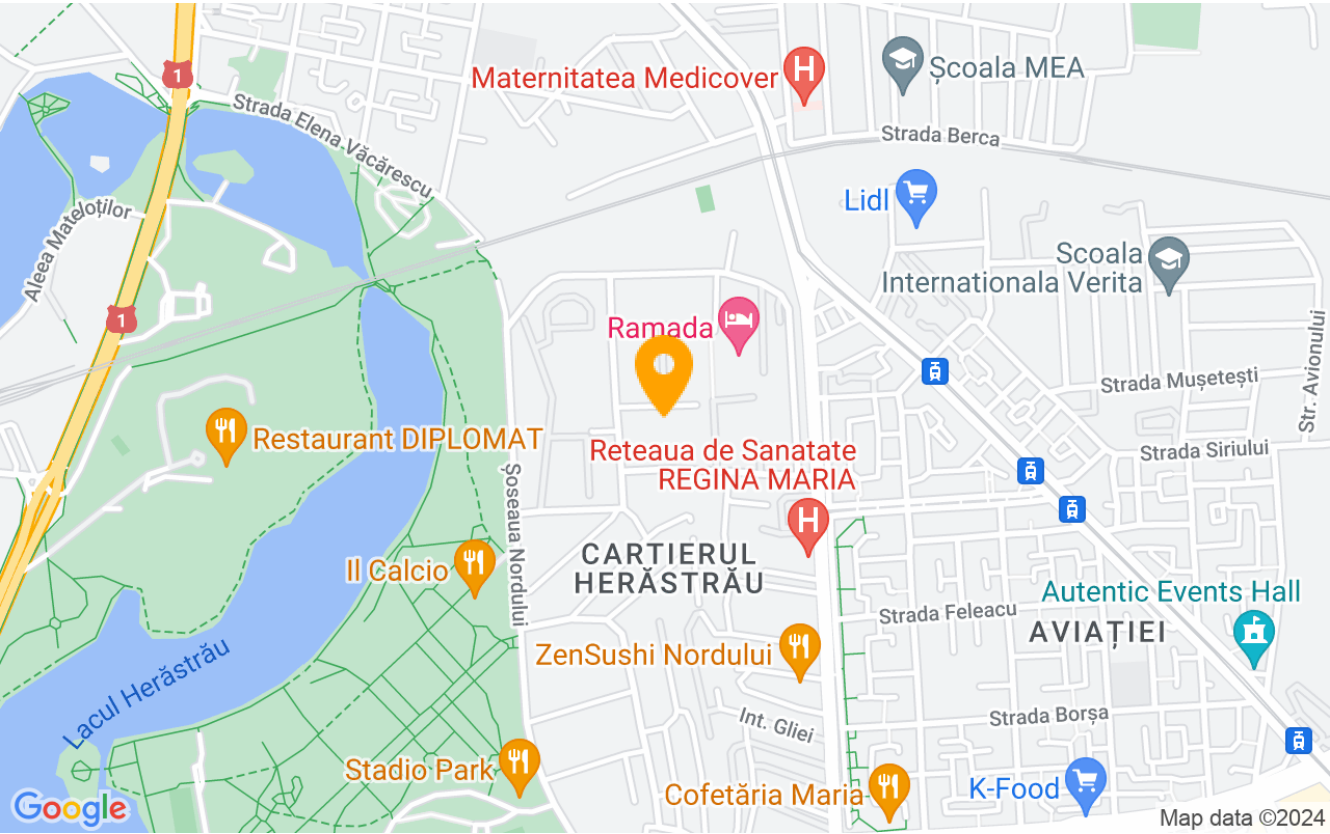 1
Maternitatea Medicover
H
Școala MEA
Strada Elena Văcărescu
Strada Berca
Lidl
Aleea Mateloților
Scoala
Internationala Verita
1
Ramada
Str. Avionului
Strada Mușetești
Restaurant DIPLOMAT
Reteaua de Sanatate
REGINA MARIA
Strada Siriului
Șoseaua Nordului
H
Il Calcio
CARTIERUL
HERĂSTRĂU
Autentic Events Hall
Strada Feleacu
AVIAȚIEI
ZenSushi Nordului
Lacul Herăstrău
Int. Gliei
Strada Borșa
Stadio Park
Cofetăria Maria
K-Food
Google
Map data ©2024